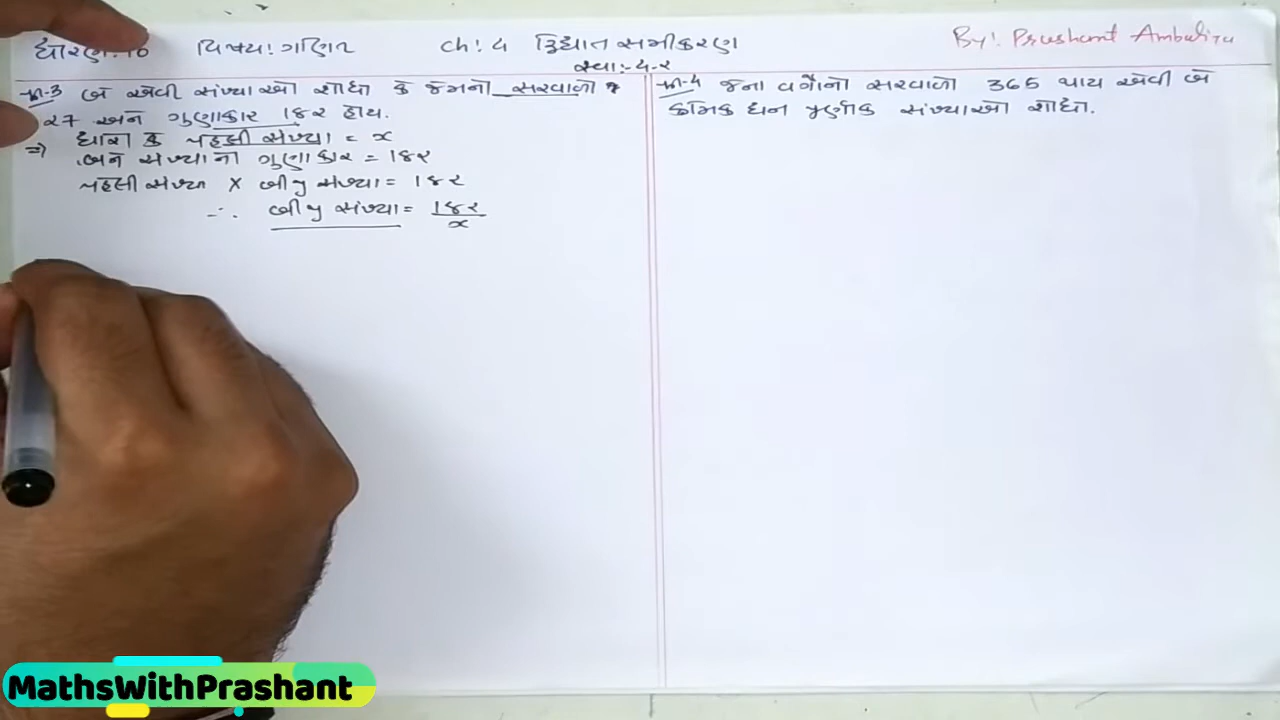 ધોરણ:10 વિષય: ગણિત Ch: 4 દ્વિઘાત સમીકરણ
By: Prashant Ambaliya
સ્વા:-4.2
પ્ર-3 બે એવી સંખ્યાઓ શોધો કે જેમનો સરવાળો
27 અને ગુણાકાર 182 હોય.
⇒ ધારો કે પહેલી સંખ્યા = x
બંને સંખ્યાનો ગુણાકાર = 182
પહેલી સંખ્યા × બીજી સંખ્યા = 182
∴ બીજી સંખ્યા = 182/x
પ્ર-4 જેના વર્ગોનો સરવાળો 365 થાય એવી બે
ક્રમિક ધન પૂર્ણાંક સંખ્યાઓ શોધો.
MathsWithPrashant